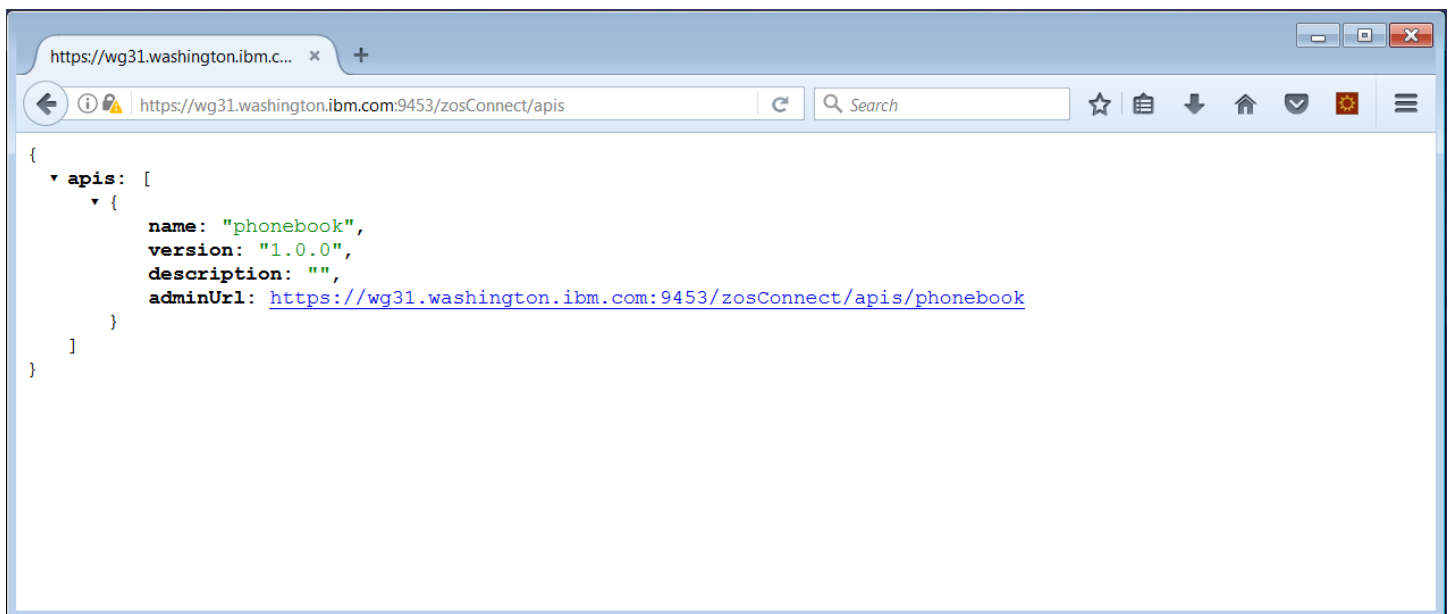 https://wg31.washington.ibm.c...
https://wg31.washington.ibm.com:9453/zosConnect/apis
Search
{
apis: [
{
name: "phonebook",
version: "1.0.0",
description: "",
adminUrl: https://wg31.washington.ibm.com:9453/zosConnect/apis/phonebook
}
]
}